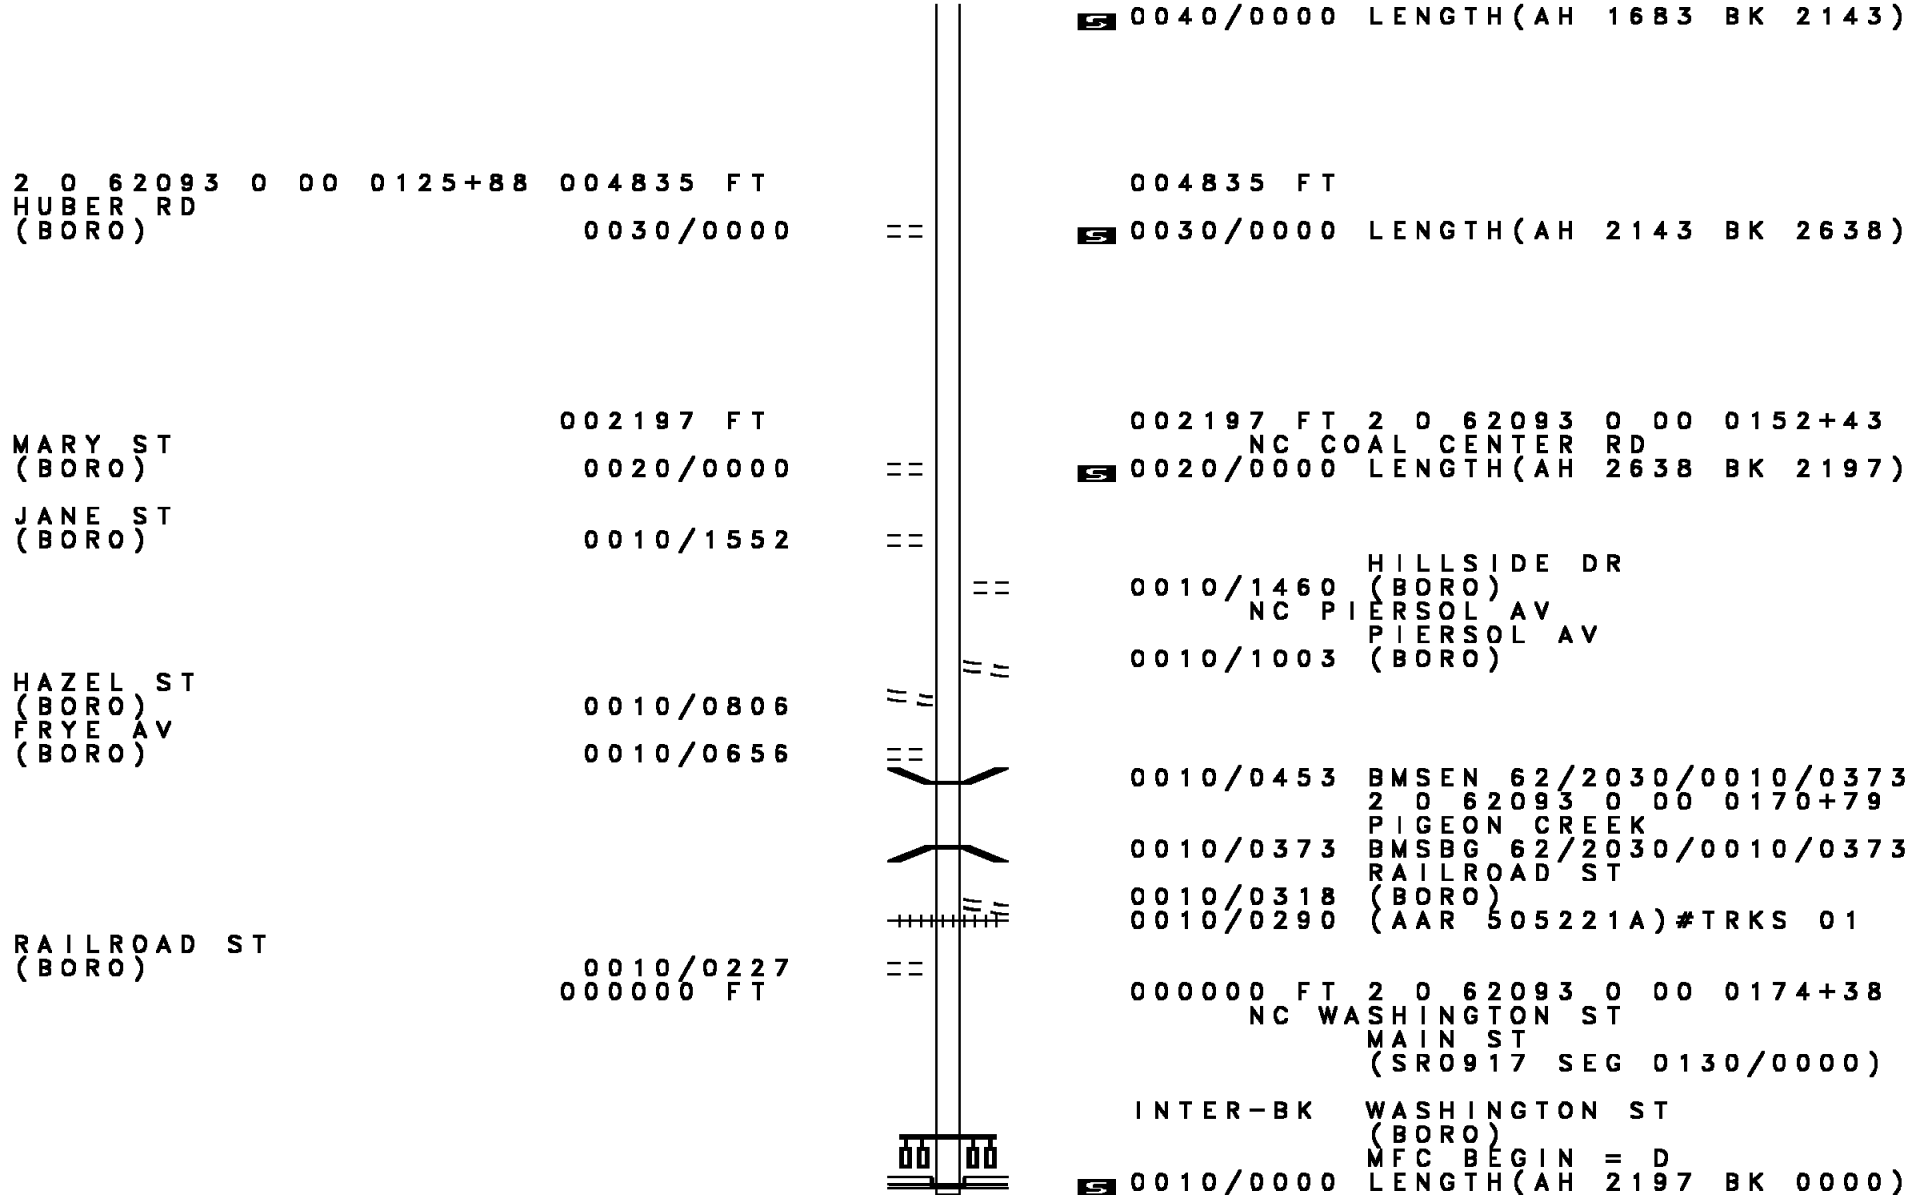 S 0040/0000 LENGTH(AH 1683 BK 2143)
2 0 62093 0 00 0125+88 004835 FT 004835 FT
HUBER RD
(BORO) 0030/0000 S 0030/0000 LENGTH(AH 2143 BK 2638)
002197 FT 002197 FT 2 0 62093 0 00 0152+43
MARY ST NC COAL CENTER RD
(BORO) 0020/0000 S 0020/0000 LENGTH(AH 2638 BK 2197)
JANE ST
(BORO) 0010/1552
HILLSIDE DR
0010/1460 (BORO)
NC PIERSOL AV
PIERSOL AV
0010/1003 (BORO)
HAZEL ST
(BORO) 0010/0806
FRYE AV
(BORO) 0010/0656
0010/0453 BMSEN 62/2030/0010/0373
2 0 62093 0 00 0170+79
PIGEON CREEK
0010/0373 BMSBG 62/2030/0010/0373
RAILROAD ST
0010/0318 (BORO)
0010/0290 (AAR 505221A)#TRKS 01
RAILROAD ST
(BORO) 0010/0227
000000 FT 000000 FT 2 0 62093 0 00 0174+38
NC WASHINGTON ST
MAIN ST
(SR0917 SEG 0130/0000)
INTER-BK WASHINGTON ST
(BORO)
MFC BEGIN = D
S 0010/0000 LENGTH(AH 2197 BK 0000)